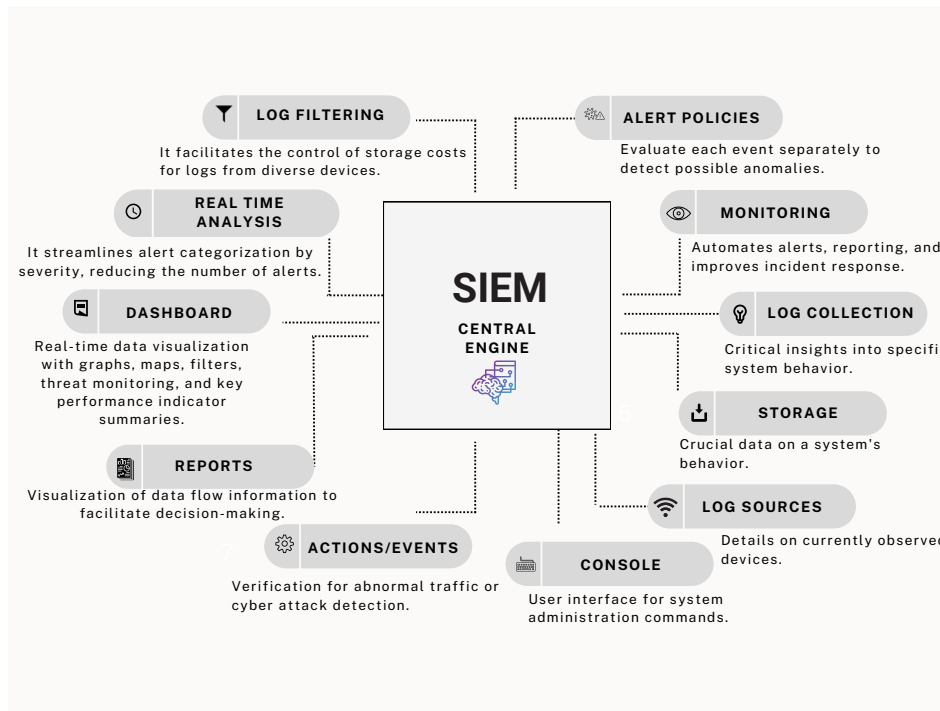 LOG FILTERING
It facilitates the control of storage costs
for logs from diverse devices.
REAL TIME
ANALYSIS
It streamlines alert categorization by
severity, reducing the number of alerts.
DASHBOARD
Real-time data visualization
with graphs, maps, filters,
threat monitoring, and key
performance indicator
summaries.
REPORTS
Visualization of data flow information to
facilitate decision-making.
ACTIONS/EVENTS
Verification for abnormal traffic or
cyber attack detection.
SIEM
CENTRAL
ENGINE
ALERT POLICIES
Evaluate each event separately to
detect possible anomalies.
MONITORING
Automates alerts, reporting, and
improves incident response.
LOG COLLECTION
Critical insights into specifi
system behavior.
5
STORAGE
Crucial data on a system's
behavior.
LOG SOURCES
Details on currently observed
devices.
CONSOLE
User interface for system
administration commands.
7